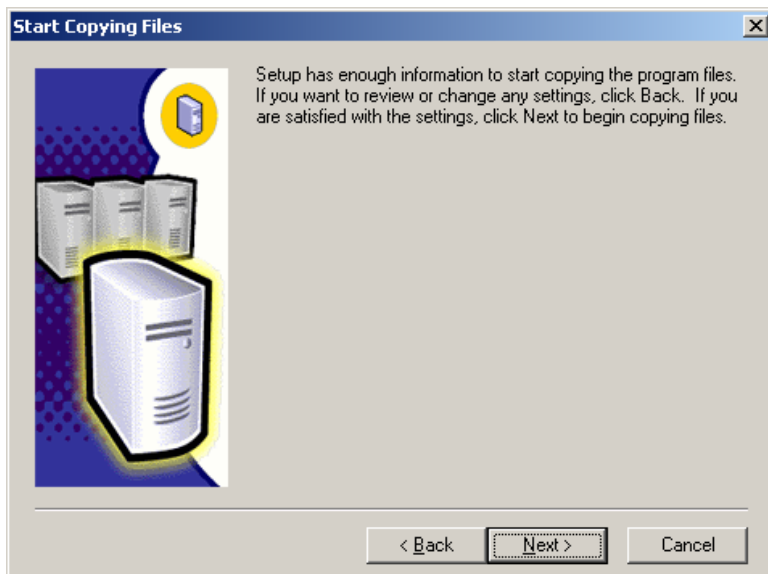 Start Copying Files
Setup has enough information to start copying the program files.
If you want to review or change any settings, click Back. If you
are satisfied with the settings, click Next to begin copying files.
< Back
Next >
Cancel